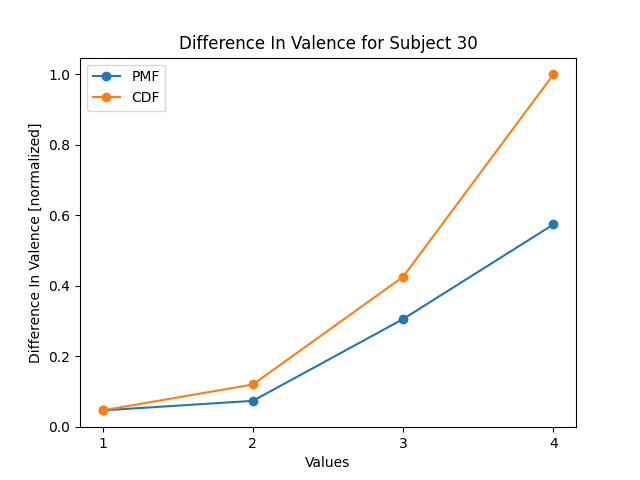 Difference In Valence for Subject 30
PMF
CDF
Difference In Valence [normalized]
1.0
0.8
0.6
0.4
0.2
0.0
1 2 3 4
Values